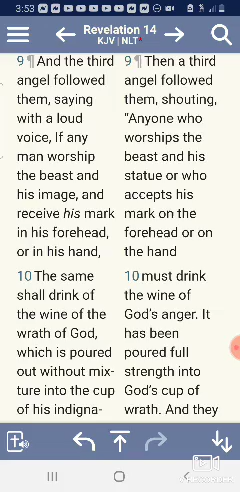 3:53
Revelation 14
KJV | NLT*
9 ¶ And the third
angel followed
them, saying
with a loud
voice, If any
man worship
the beast and
his image, and
receive his mark
in his forehead,
or in his hand,
10 The same
shall drink of
the wine of the
wrath of God,
which is poured
out without mix-
ture into the cup
of his indigna-
9 ¶ Then a third
angel followed
them, shouting,
“Anyone who
worships the
beast and his
statue or who
accepts his
mark on the
forehead or on
the hand
10 must drink
the wine of
God’s anger. It
has been
poured full
strength into
God’s cup of
wrath. And they